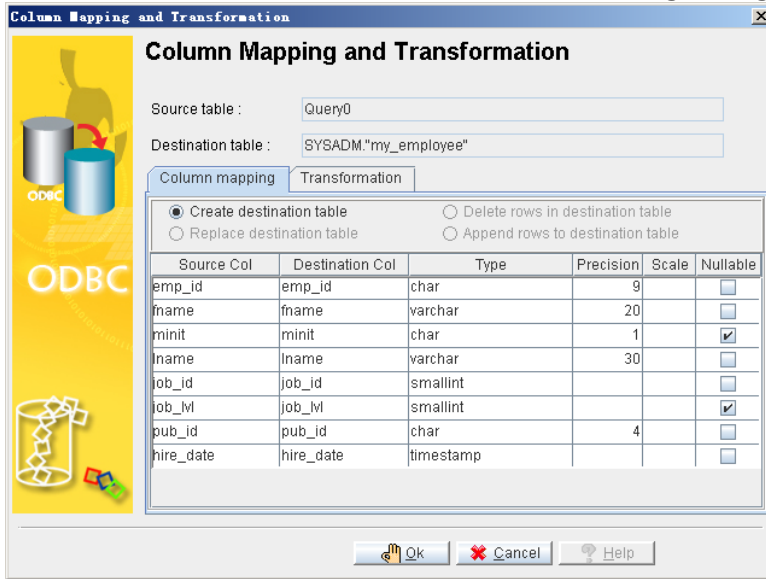 Column Mapping and Transformation
Column Mapping and Transformation
Source table : Query0
Destination table : SYSADM."my_employee"
Column mapping Transformation
Create destination table Delete rows in destination table
Replace destination table Append rows to destination table
Source Col Destination Col Type Precision Scale Nullable
emp_id emp_id char 9
fname fname varchar 20
minit minit char 1
lname lname varchar 30
job_id job_id smallint
job_lvl job_lvl smallint
pub_id pub_id char 4
hire_date hire_date timestamp
ODBC
ODBC
Ok Cancel Help